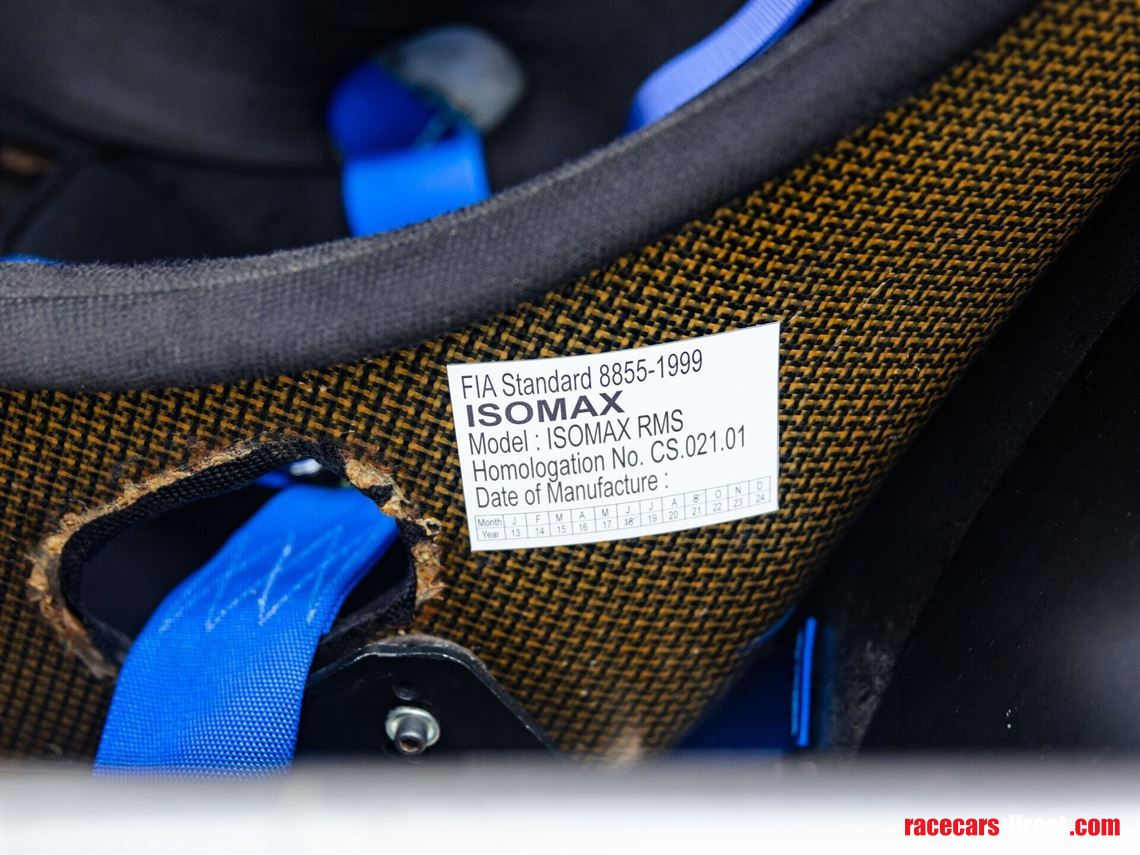 FIA Standard 8855-1999
ISOMAX
Model : ISOMAX RMS
Homologation No. CS.021.01
Date of Manufacture :
Month J F M A M J J A S O N D
Year 13 14 15 16 17 18 19 20 21 22 23 24
racecarsdirect.com